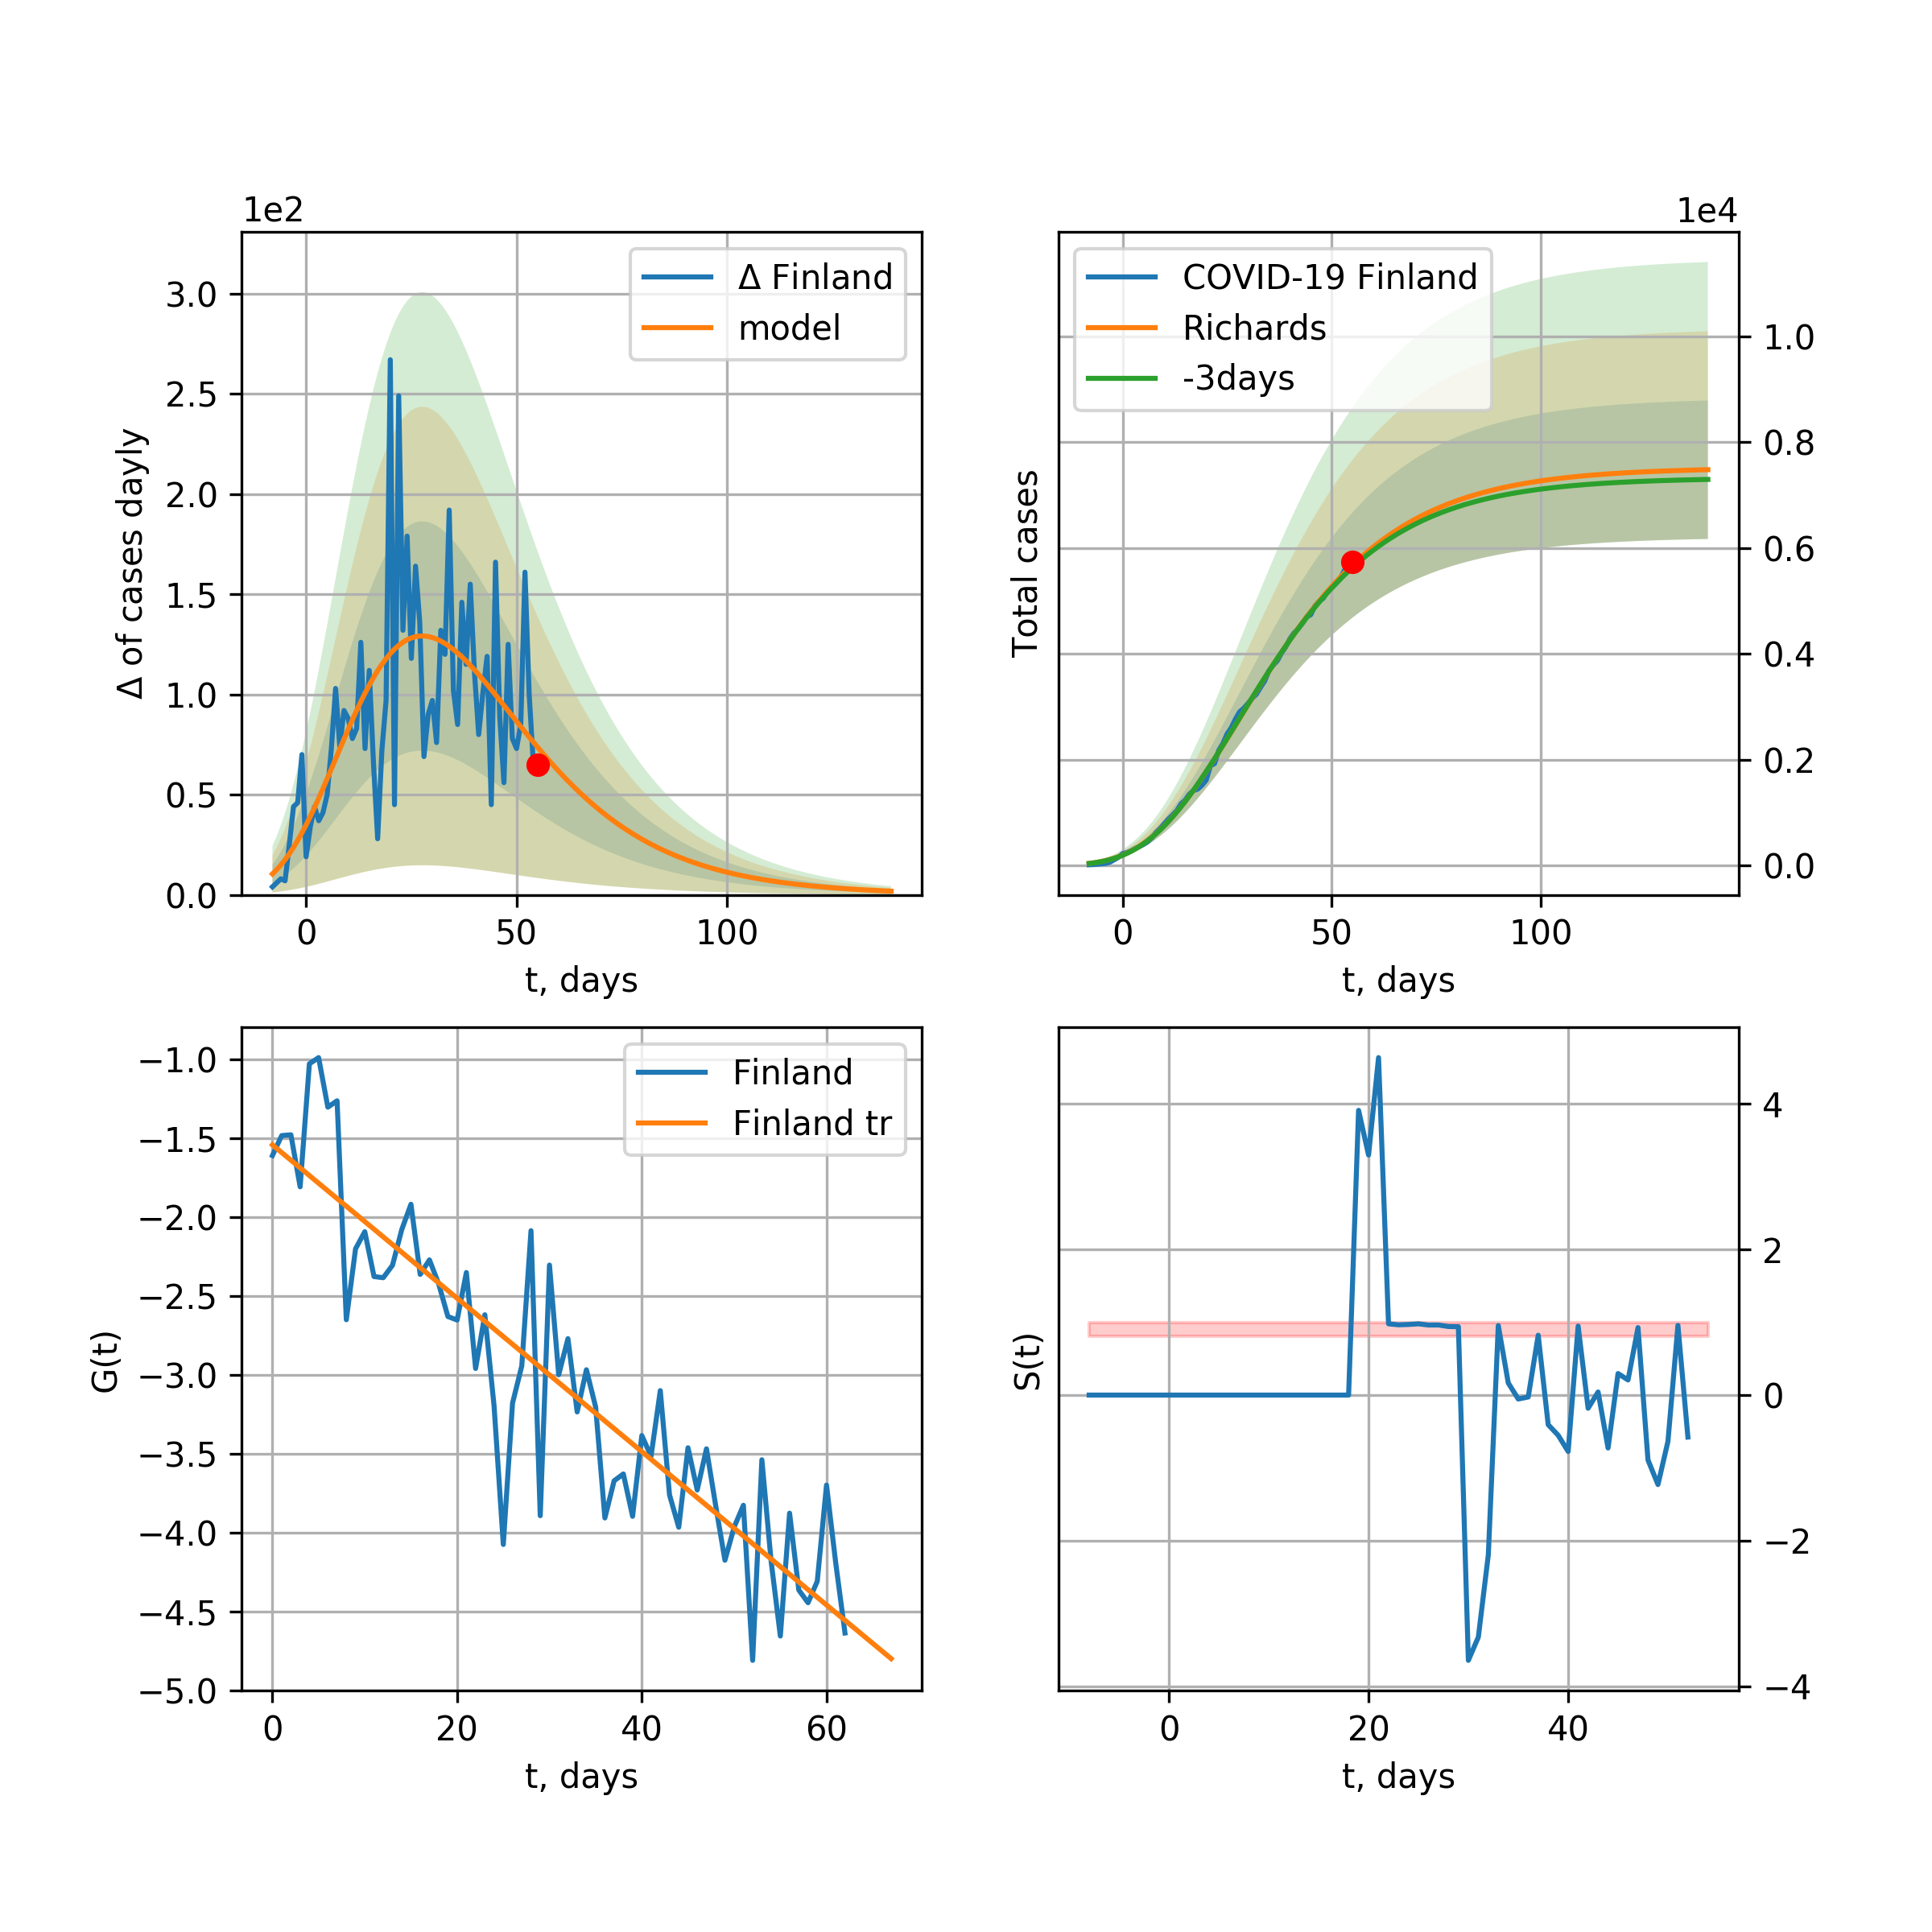 1e2
Δ of cases dayly
3.0
2.5
2.0
1.5
1.0
0.5
0.0
Δ Finland
model
0
50
100
t, days
1e4
Total cases
COVID-19 Finland
Richards
-3days
1.0
0.8
0.6
0.4
0.2
0.0
0
50
100
t, days
G(t)
−1.0
−1.5
−2.0
−2.5
−3.0
−3.5
−4.0
−4.5
−5.0
Finland
Finland tr
0
20
40
60
t, days
S(t)
4
2
0
−2
−4
0
20
40
t, days